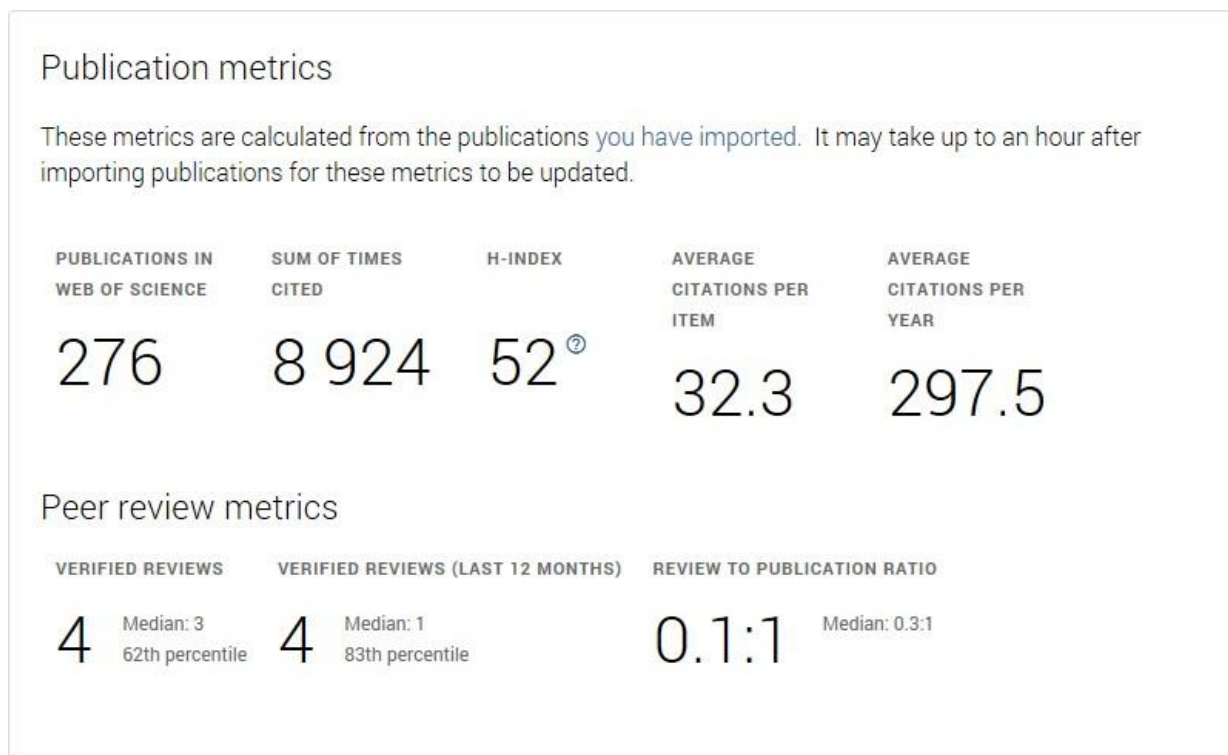 Publication metrics
These metrics are calculated from the publications you have imported. It may take up to an hour after
importing publications for these metrics to be updated.
PUBLICATIONS IN
WEB OF SCIENCE
276
SUM OF TIMES
CITED
8 924
H-INDEX
52 ?
AVERAGE
CITATIONS PER
ITEM
32.3
AVERAGE
CITATIONS PER
YEAR
297.5
Peer review metrics
VERIFIED REVIEWS
4
Median: 3
62th percentile
VERIFIED REVIEWS (LAST 12 MONTHS)
4
Median: 1
83th percentile
REVIEW TO PUBLICATION RATIO
0.1:1
Median: 0.3:1